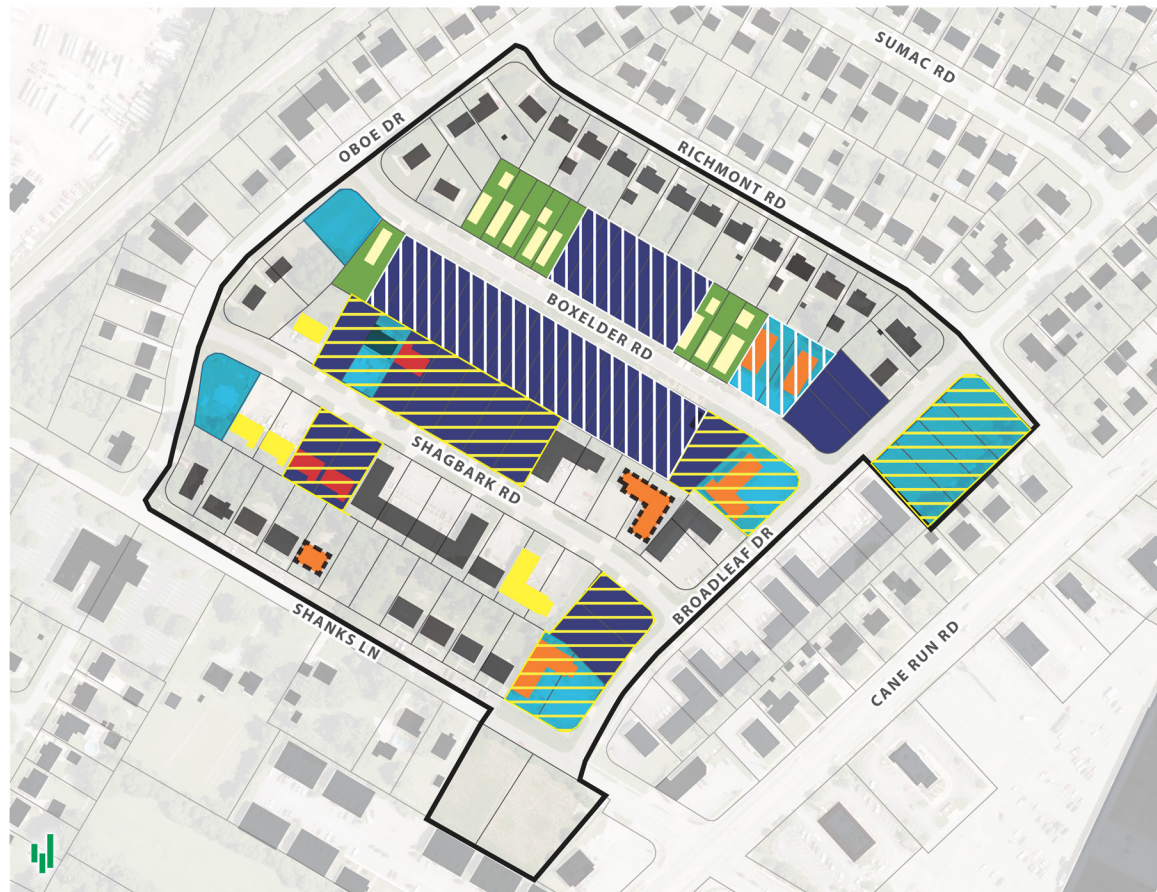 SUMAC RD
OBOE DR
RICHMONT RD
BOXELDER RD
SHAGBARK RD
BROADLEAF DR
SHANKS LN
CANE RUN RD